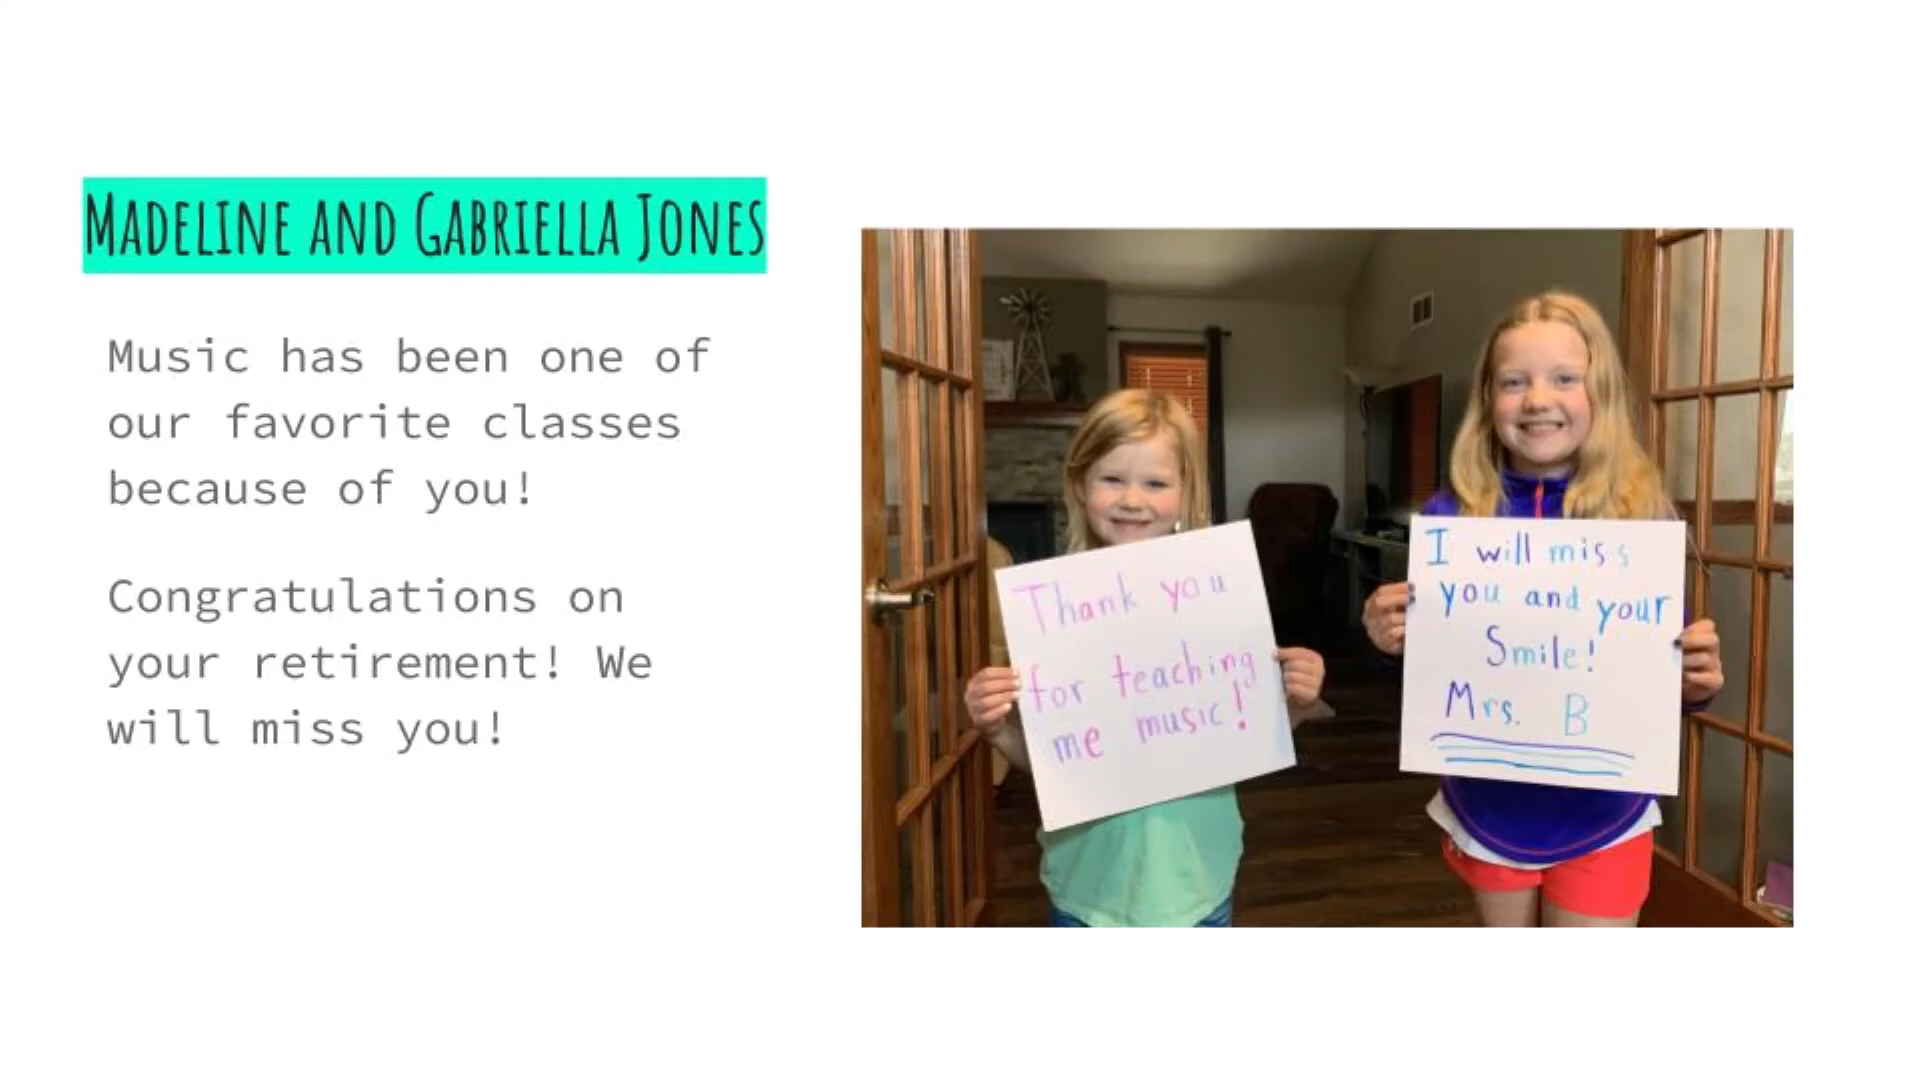 Madeline and Gabriella Jones
Music has been one of
our favorite classes
because of you!
Congratulations on
your retirement! We
will miss you!
Thank you
for teaching
me music!
I will miss
you and your
Smile!
Mrs. B